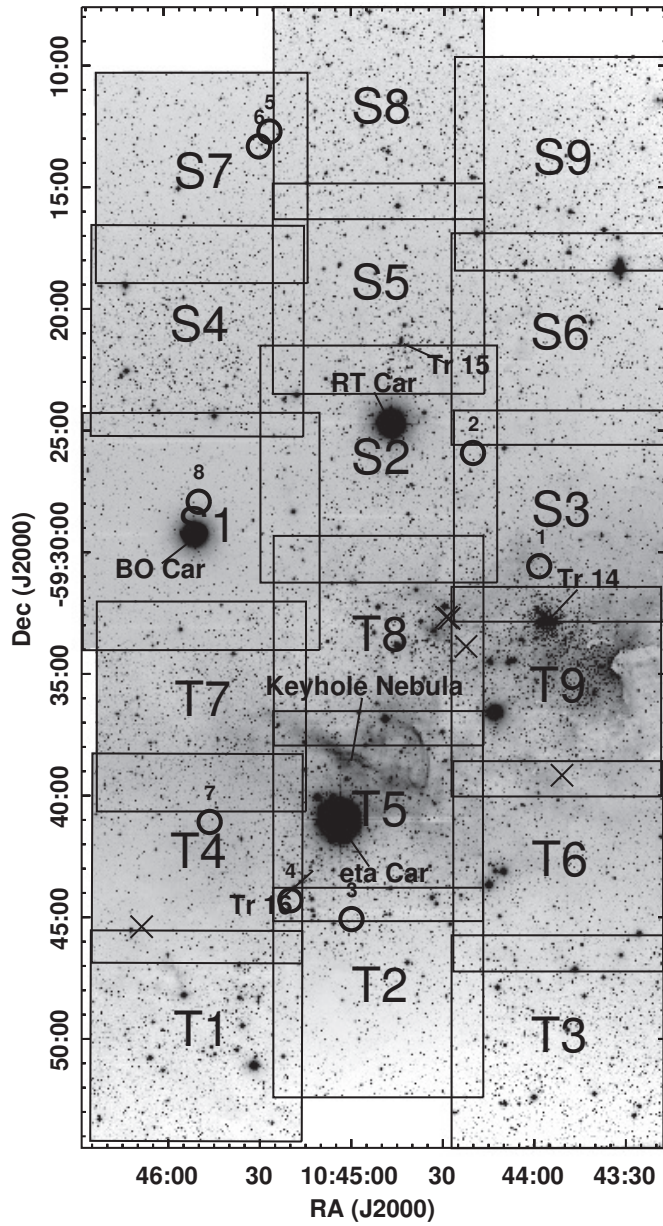 10:00
S8
5
6
S7
S9
15:00
S5
S4
20:00
S6
Tr 15
RT Car
25:00
2
S2
8
S3
S1
Dec (J2000)
-59:30:00
1
BO Car
Tr 14
T8
35:00
T7
Keyhole Nebula
T9
40:00
7
T5
T4
T6
eta Car
4
3
Tr 16
45:00
T2
T1
T3
50:00
46:00 30 10:45:00 30 44:00 43:30
RA (J2000)